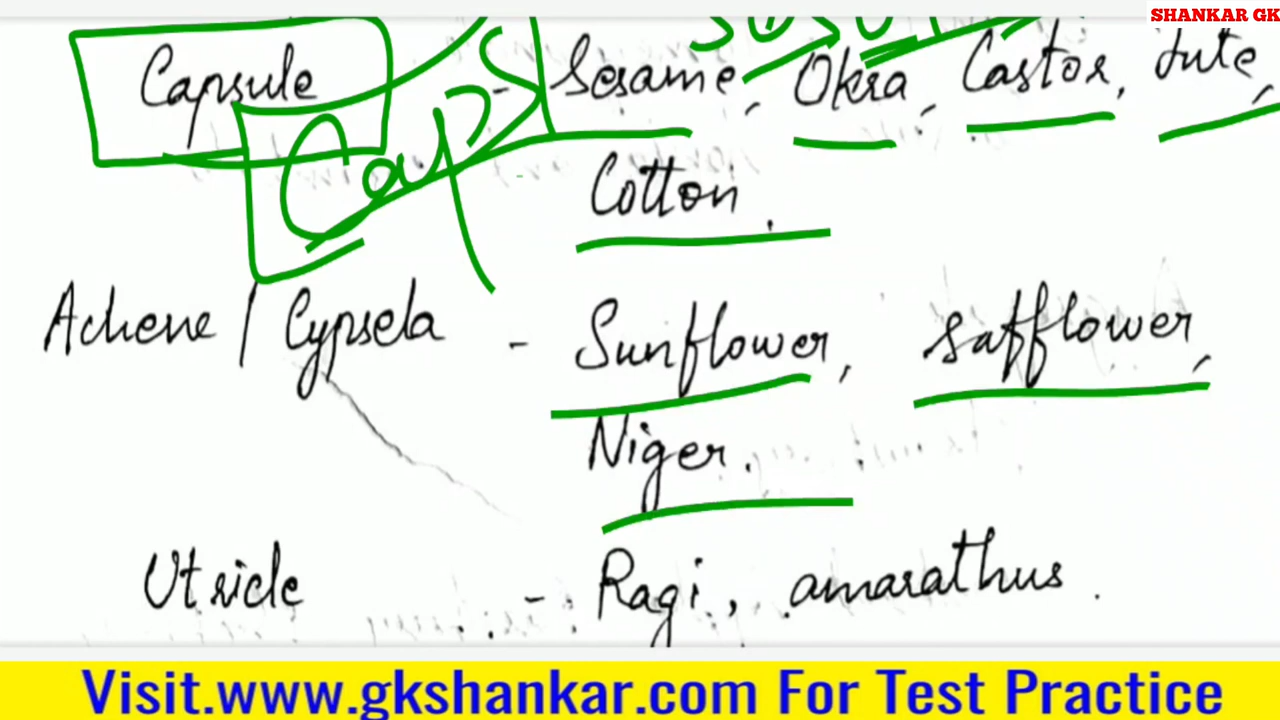 SHANKAR GK
Capsule - Sesame, Okra, Castor, Jute,
Caps
Cotton.
Achene / Cypsela - Sunflower, safflower,
Niger.
Utricle - Ragi, amarathus.
Visit.www.gkshankar.com For Test Practice